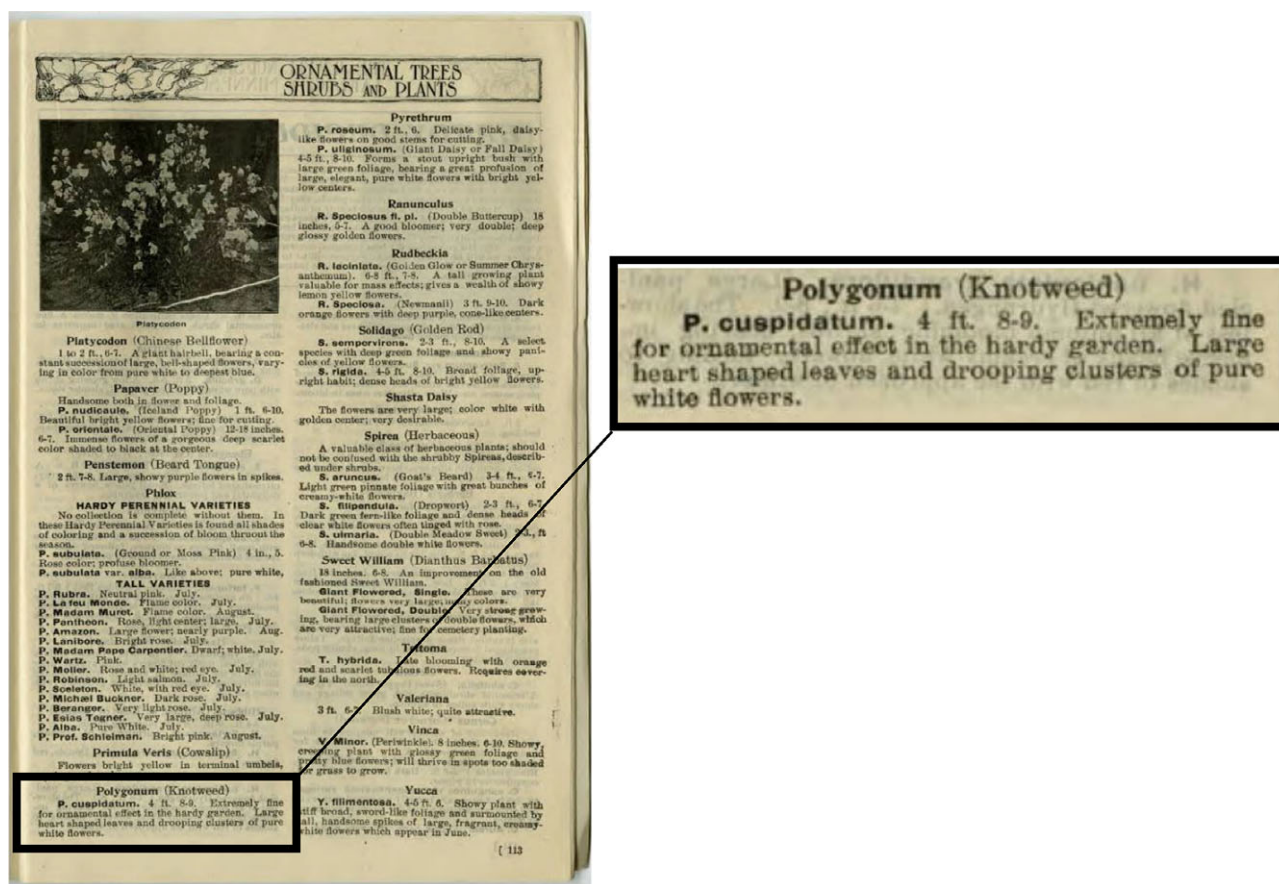 ORNAMENTAL TREES
SHRUBS AND PLANTS
Platycodon
Platycodon (Chinese Bellflower)
1 to 2 ft., 6-7. A giant hairbell, bearing a con-
stant succession of large, bell-shaped flowers, vary-
ing in color from pure white to deepest blue.
Papaver (Poppy)
Handsome both in flower and foliage.
P. nudicaule. (Iceland Poppy) 1 ft. 6-10.
Beautiful bright yellow flowers; fine for cutting.
P. orientale. (Oriental Poppy) 12-18 inches.
6-7. Immense flowers of a gorgeous deep scarlet
color shaded to black at the center.
Penstemon (Beard Tongue)
2 ft. 7-8. Large, showy purple flowers in spikes.
Phlox
HARDY PERENNIAL VARIETIES
No collection is complete without them. In
these Hardy Perennial Varieties is found all shades
of coloring and a succession of bloom thruout the
season.
P. subulata. (Ground or Moss Pink) 4 in., 5.
Rose color; profuse bloomer.
P. subulata var. alba. Like above; pure white,
TALL VARIETIES
P. Rubra. Neutral pink. July.
P. La feu Monde. Flame color. July.
P. Madam Muret. Flame color. August.
P. Pantheon. Rose, light center; large, July.
P. Amazon. Large flower; nearly purple. Aug.
P. Lanibore. Bright rose. July.
P. Madam Pape Carpentier. Dwarf; white. July.
P. Wartz. Pink.
P. Molier. Rose and white; red eye. July.
P. Robinson. Light salmon. July.
P. Sceleton. White, with red eye. July.
P. Michæl Buckner. Dark rose. July.
P. Beranger. Very light rose. July.
P. Esias Tegner. Very large, deep rose. July.
P. Alba. Pure White. July.
P. Prof. Schleiman. Bright pink. August.
Primula Veris (Cowslip)
Flowers bright yellow in terminal umbels,
Polygonum (Knotweed)
P. cuspidatum. 4 ft. 8-9. Extremely fine
for ornamental effect in the hardy garden. Large
heart shaped leaves and drooping clusters of pure
white flowers.
Pyrethrum
P. roseum. 2 ft., 6. Delicate pink, daisy-
like flowers on good stems for cutting.
P. uliginosum. (Giant Daisy or Fall Daisy)
4-5 ft., 8-10. Forms a stout upright bush with
large green foliage, bearing a great profusion of
large, elegant, pure white flowers with bright yel-
low centers.
Ranunculus
R. Speciosus fl. pl. (Double Buttercup) 18
inches, 5-7. A good bloomer; very double; deep
glossy golden flowers.
Rudbeckia
R. laciniata. (Golden Glow or Summer Chrys-
anthemum). 6-8 ft., 7-8. A tall growing plant
valuable for mass effects; gives a wealth of showy
lemon yellow flowers.
R. Speciosa. (Newmanii) 3 ft. 9-10. Dark
orange flowers with deep purple, cone-like centers.
Solidago (Golden Rod)
S. sempervirens. 2-3 ft., 8-10. A select
species with deep green foliage and showy pani-
cles of yellow flowers.
S. rigida. 4-5 ft. 8-10. Broad foliage, up-
right habit; dense heads of bright yellow flowers.
Shasta Daisy
The flowers are very large; color white with
golden center; very desirable.
Spirea (Herbaceous)
A valuable class of herbaceous plants; should
not be confused with the shrubby Spireas, describ-
ed under shrubs.
S. aruncus. (Goat's Beard) 3-4 ft.,
Light green pinnate foliage with great bunches of
creamy-white flowers.
S. filipendula. (Dropwort) 2-3 ft., 6-7.
Dark green fern-like foliage and dense heads of
clear white flowers often tinged with rose.
S. ulmaria. (Double Meadow Sweet) ft
6-8. Handsome double white flowers.
Sweet William (Dianthus Barbatus)
18 inches. 6-8. An improvement on the old
fashioned Sweet William.
Giant Flowered, Single. These are very
beautiful; flowers very large; many colors.
Giant Flowered, Double. Very strong grow-
ing, bearing large clusters of double flowers, which
are very attractive; fine for cemetery planting.
Tritoma
T. hybrida. Late blooming with orange
red and scarlet tubulous flowers. Requires cover-
ing in the north.
Valeriana
3 ft. Blush white; quite attractive.
Vinca
V. Minor. (Periwinkle). 8 inches. 6-10. Showy,
creeping plant with glossy green foliage and
pretty blue flowers; will thrive in spots too shaded
for grass to grow.
Yucca
Y. filimentosa. 4-5 ft. 6. Showy plant with
stiff broad, sword-like foliage and surmounted by
tall, handsome spikes of large, fragrant, creamy-
white flowers which appear in June.
[ 113
Polygonum (Knotweed)
P. cuspidatum. 4 ft. 8-9. Extremely fine
for ornamental effect in the hardy garden. Large
heart shaped leaves and drooping clusters of pure
white flowers.